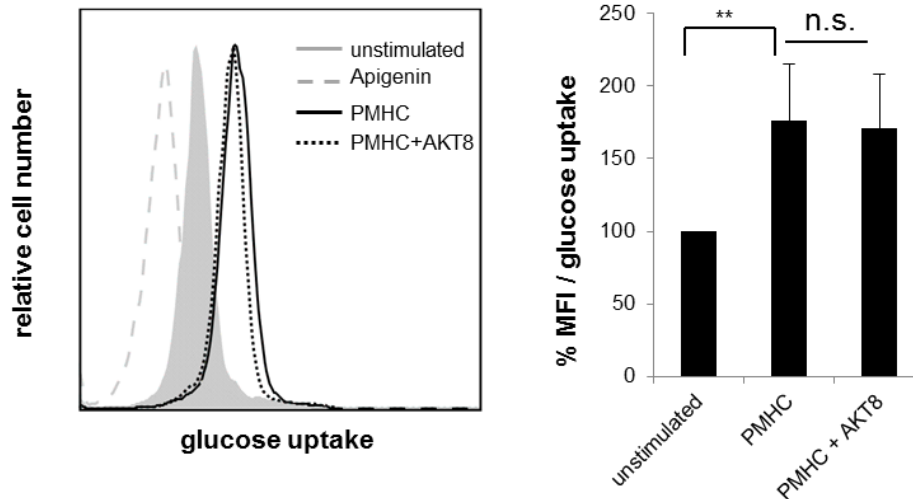 relative cell number
unstimulated
Apigenin
PMHC
PMHC+AKT8
glucose uptake
% MFI / glucose uptake
250
200
150
100
50
0
**
n.s.
unstimulated
PMHC
PMHC + AKT8